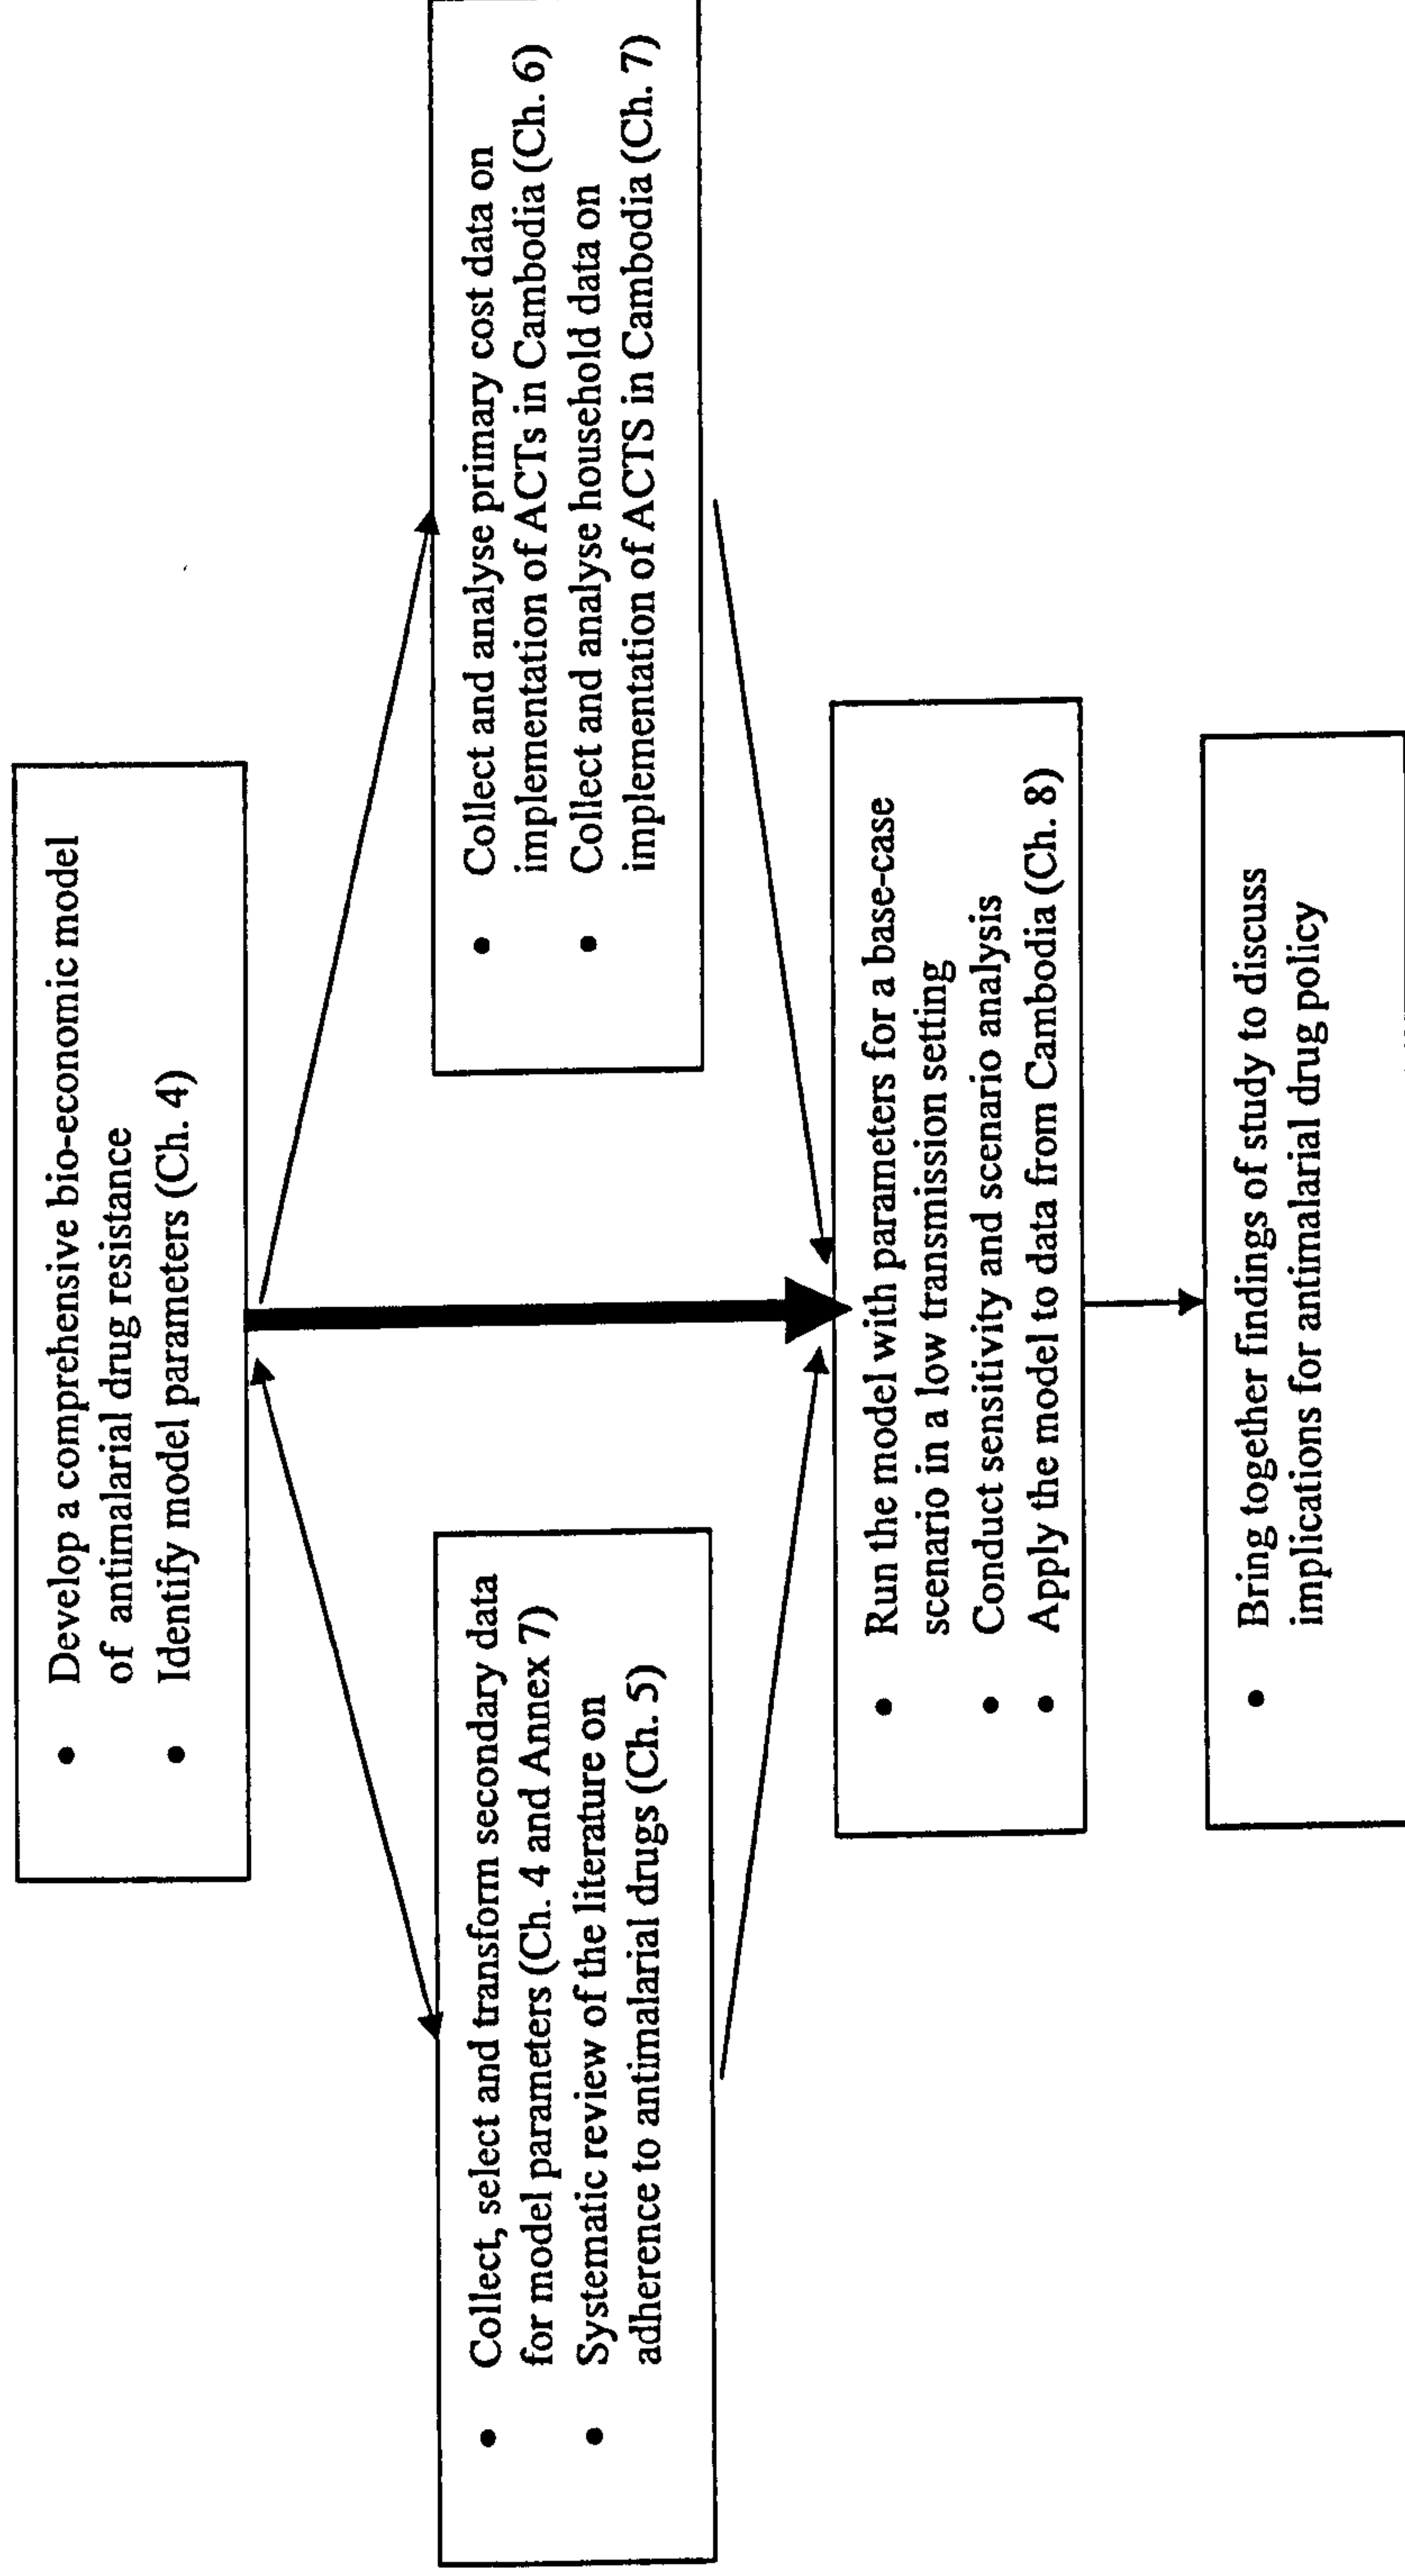 • Develop a comprehensive bio-economic model
of antimalarial drug resistance
• Identify model parameters (Ch. 4)
• Collect, select and transform secondary data
for model parameters (Ch. 4 and Annex 7)
• Systematic review of the literature on
adherence to antimalarial drugs (Ch. 5)
• Collect and analyse primary cost data on
implementation of ACTs in Cambodia (Ch. 6)
• Collect and analyse household data on
implementation of ACTS in Cambodia (Ch. 7)
• Run the model with parameters for a base-case
scenario in a low transmission setting
• Conduct sensitivity and scenario analysis
• Apply the model to data from Cambodia (Ch. 8)
• Bring together findings of study to discuss
implications for antimalarial drug policy